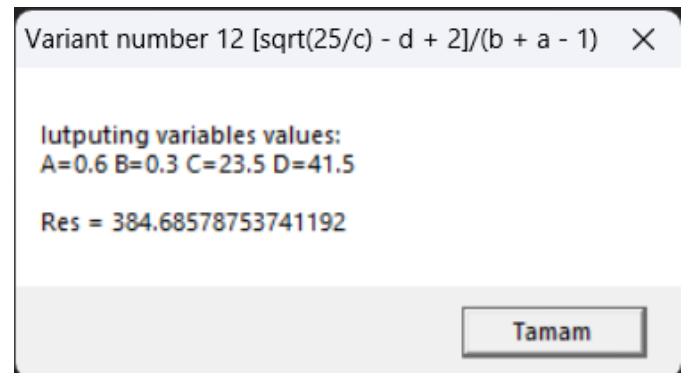 Variant number 12 [sqrt(25/c) - d + 2]/(b + a - 1)
Iutputing variables values:
A=0.6 B=0.3 C=23.5 D=41.5
Res = 384.68578753741192
Tamam